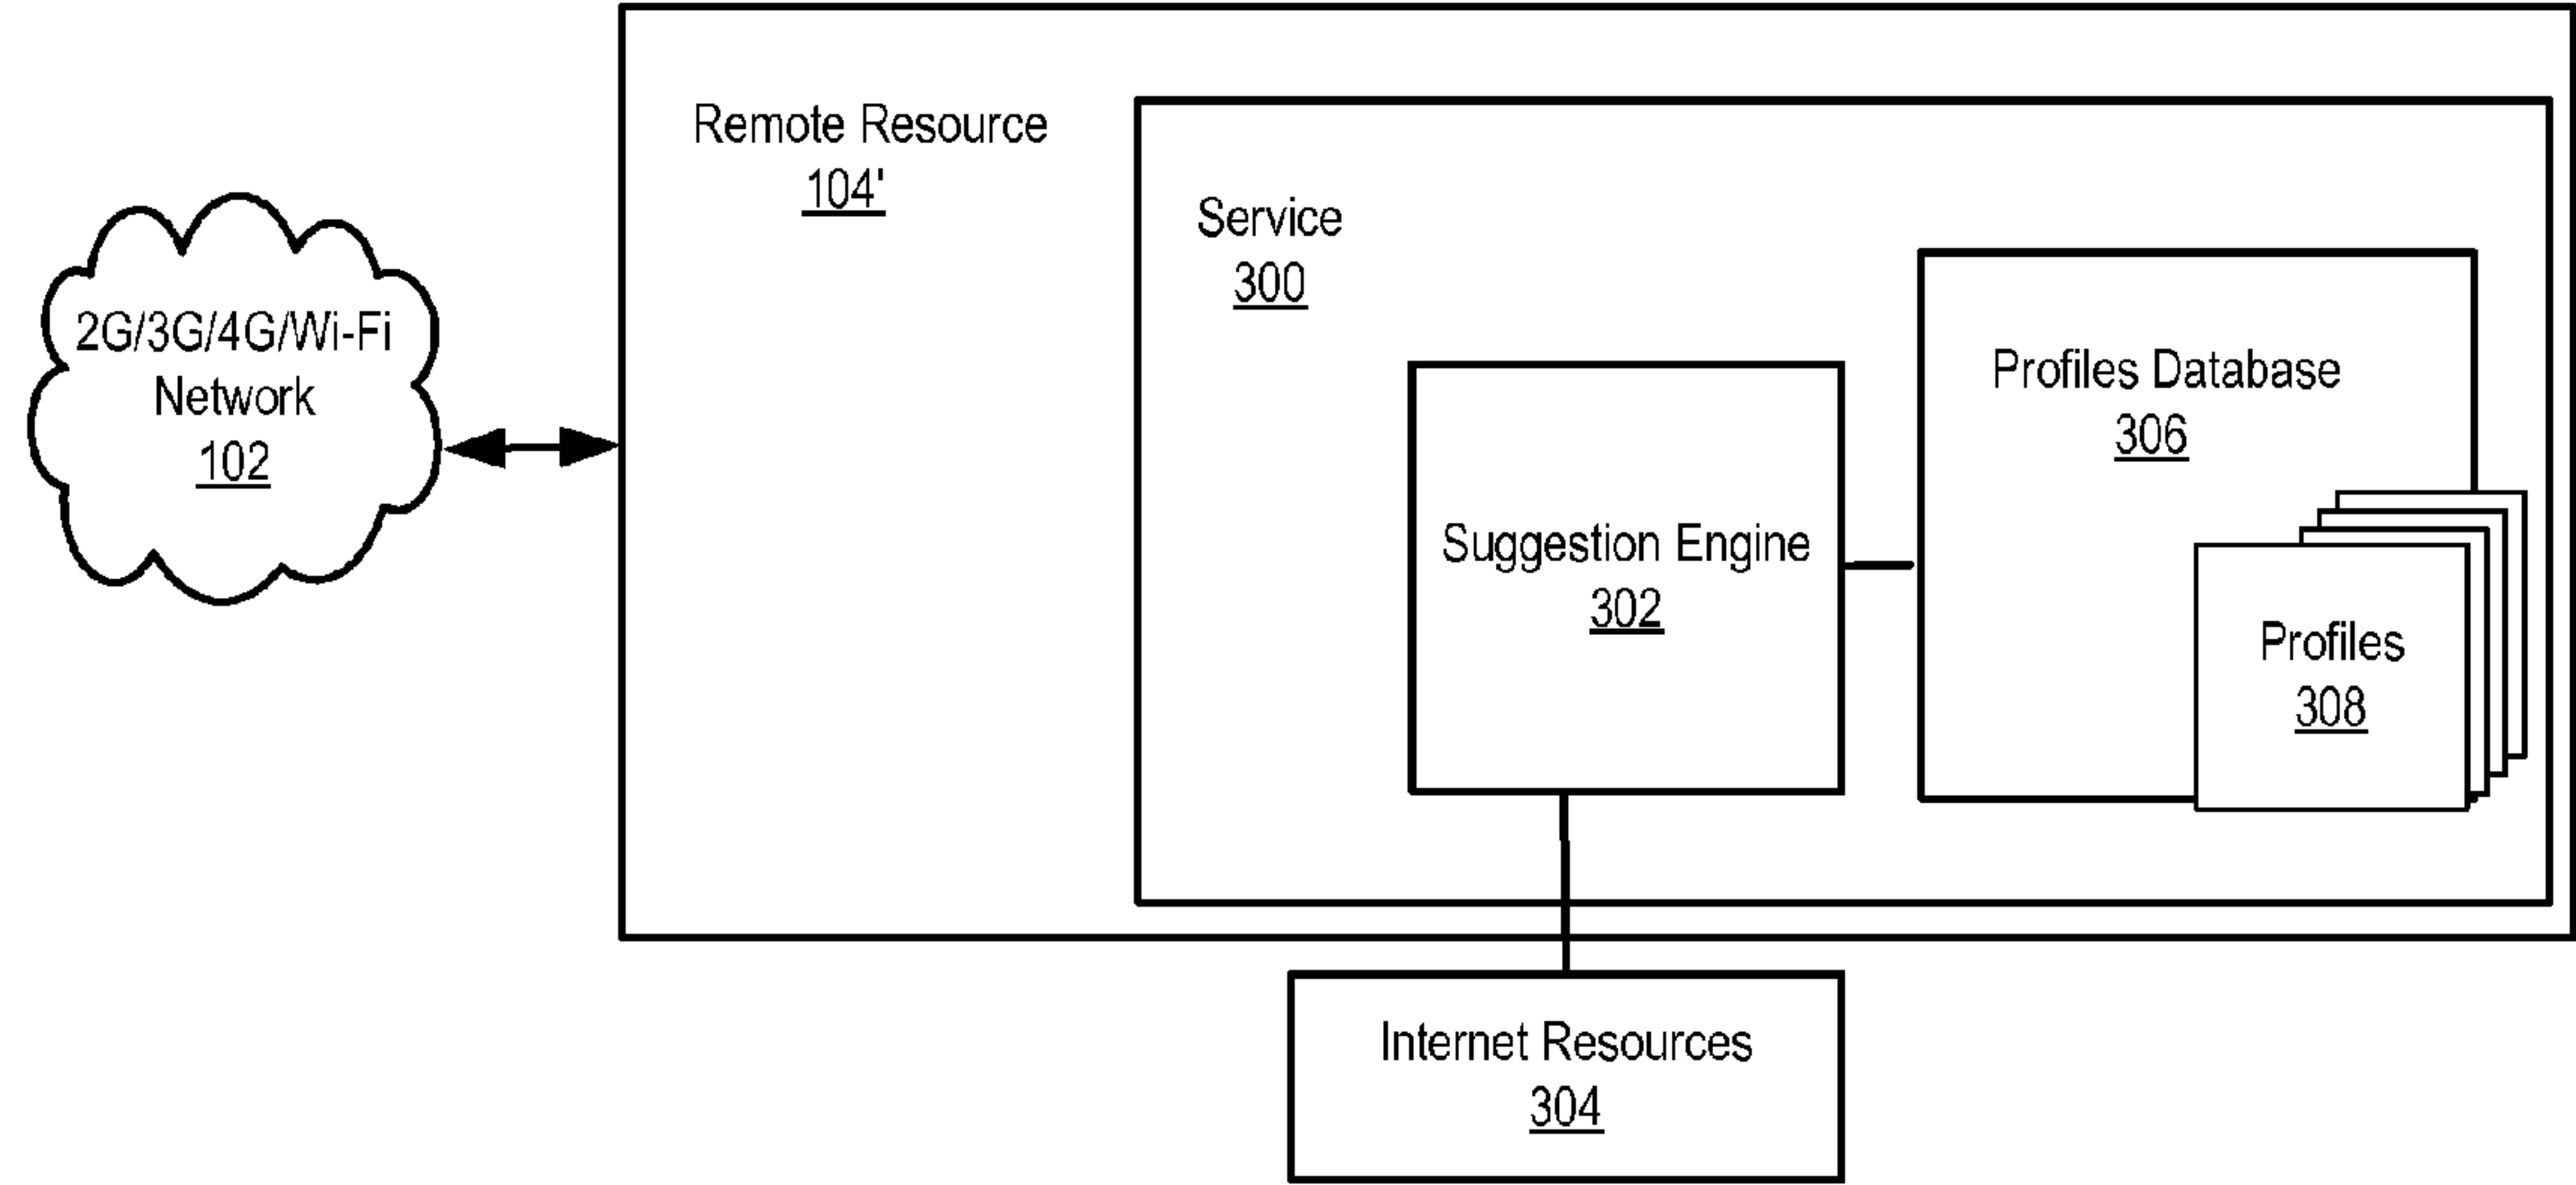 Remote Resource
104'
Service
300
2G/3G/4G/Wi-Fi
Network
102
Profiles Database
306
Suggestion Engine
302
Profiles
308
Internet Resources
304